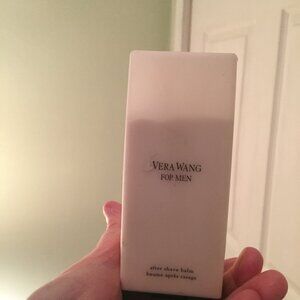 VERA WANG
FOR MEN
after shave balm
baume après rasage